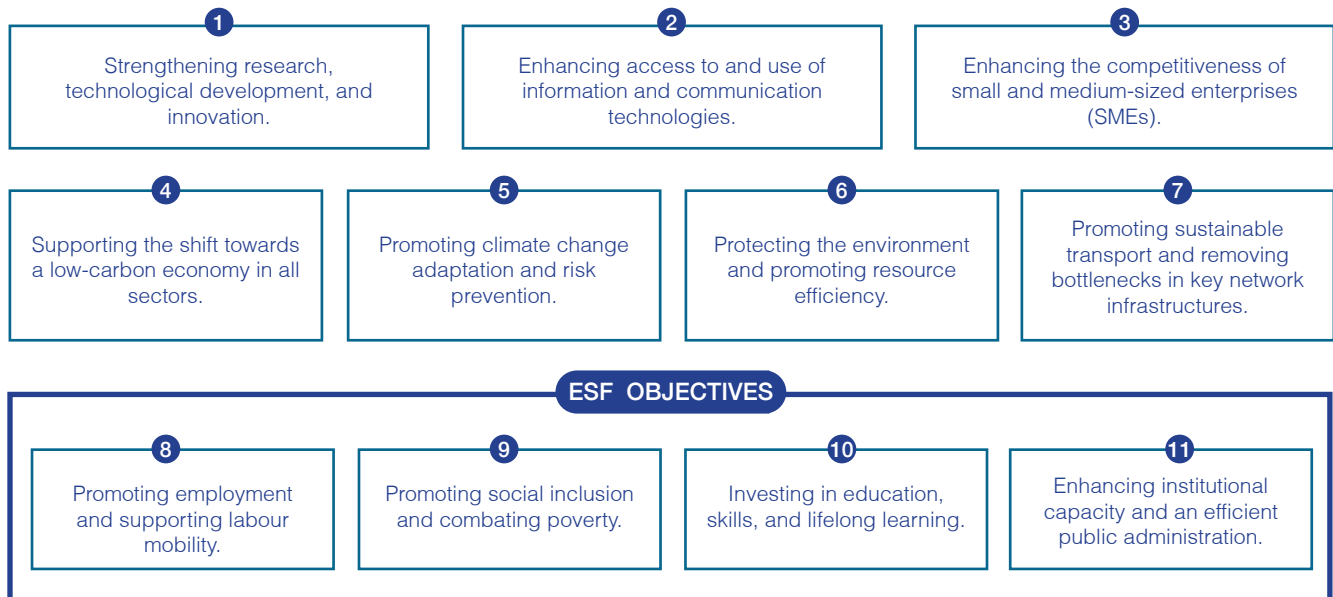 1
Strengthening research,
technological development, and
innovation.
2
Enhancing access to and use of
information and communication
technologies.
3
Enhancing the competitiveness of
small and medium-sized enterprises
(SMEs).
4
Supporting the shift towards
a low-carbon economy in all
sectors.
5
Promoting climate change
adaptation and risk
prevention.
6
Protecting the environment
and promoting resource
efficiency.
7
Promoting sustainable
transport and removing
bottlenecks in key network
infrastructures.
ESF OBJECTIVES
8
Promoting employment
and supporting labour
mobility.
9
Promoting social inclusion
and combating poverty.
10
Investing in education,
skills, and lifelong learning.
11
Enhancing institutional
capacity and an efficient
public administration.